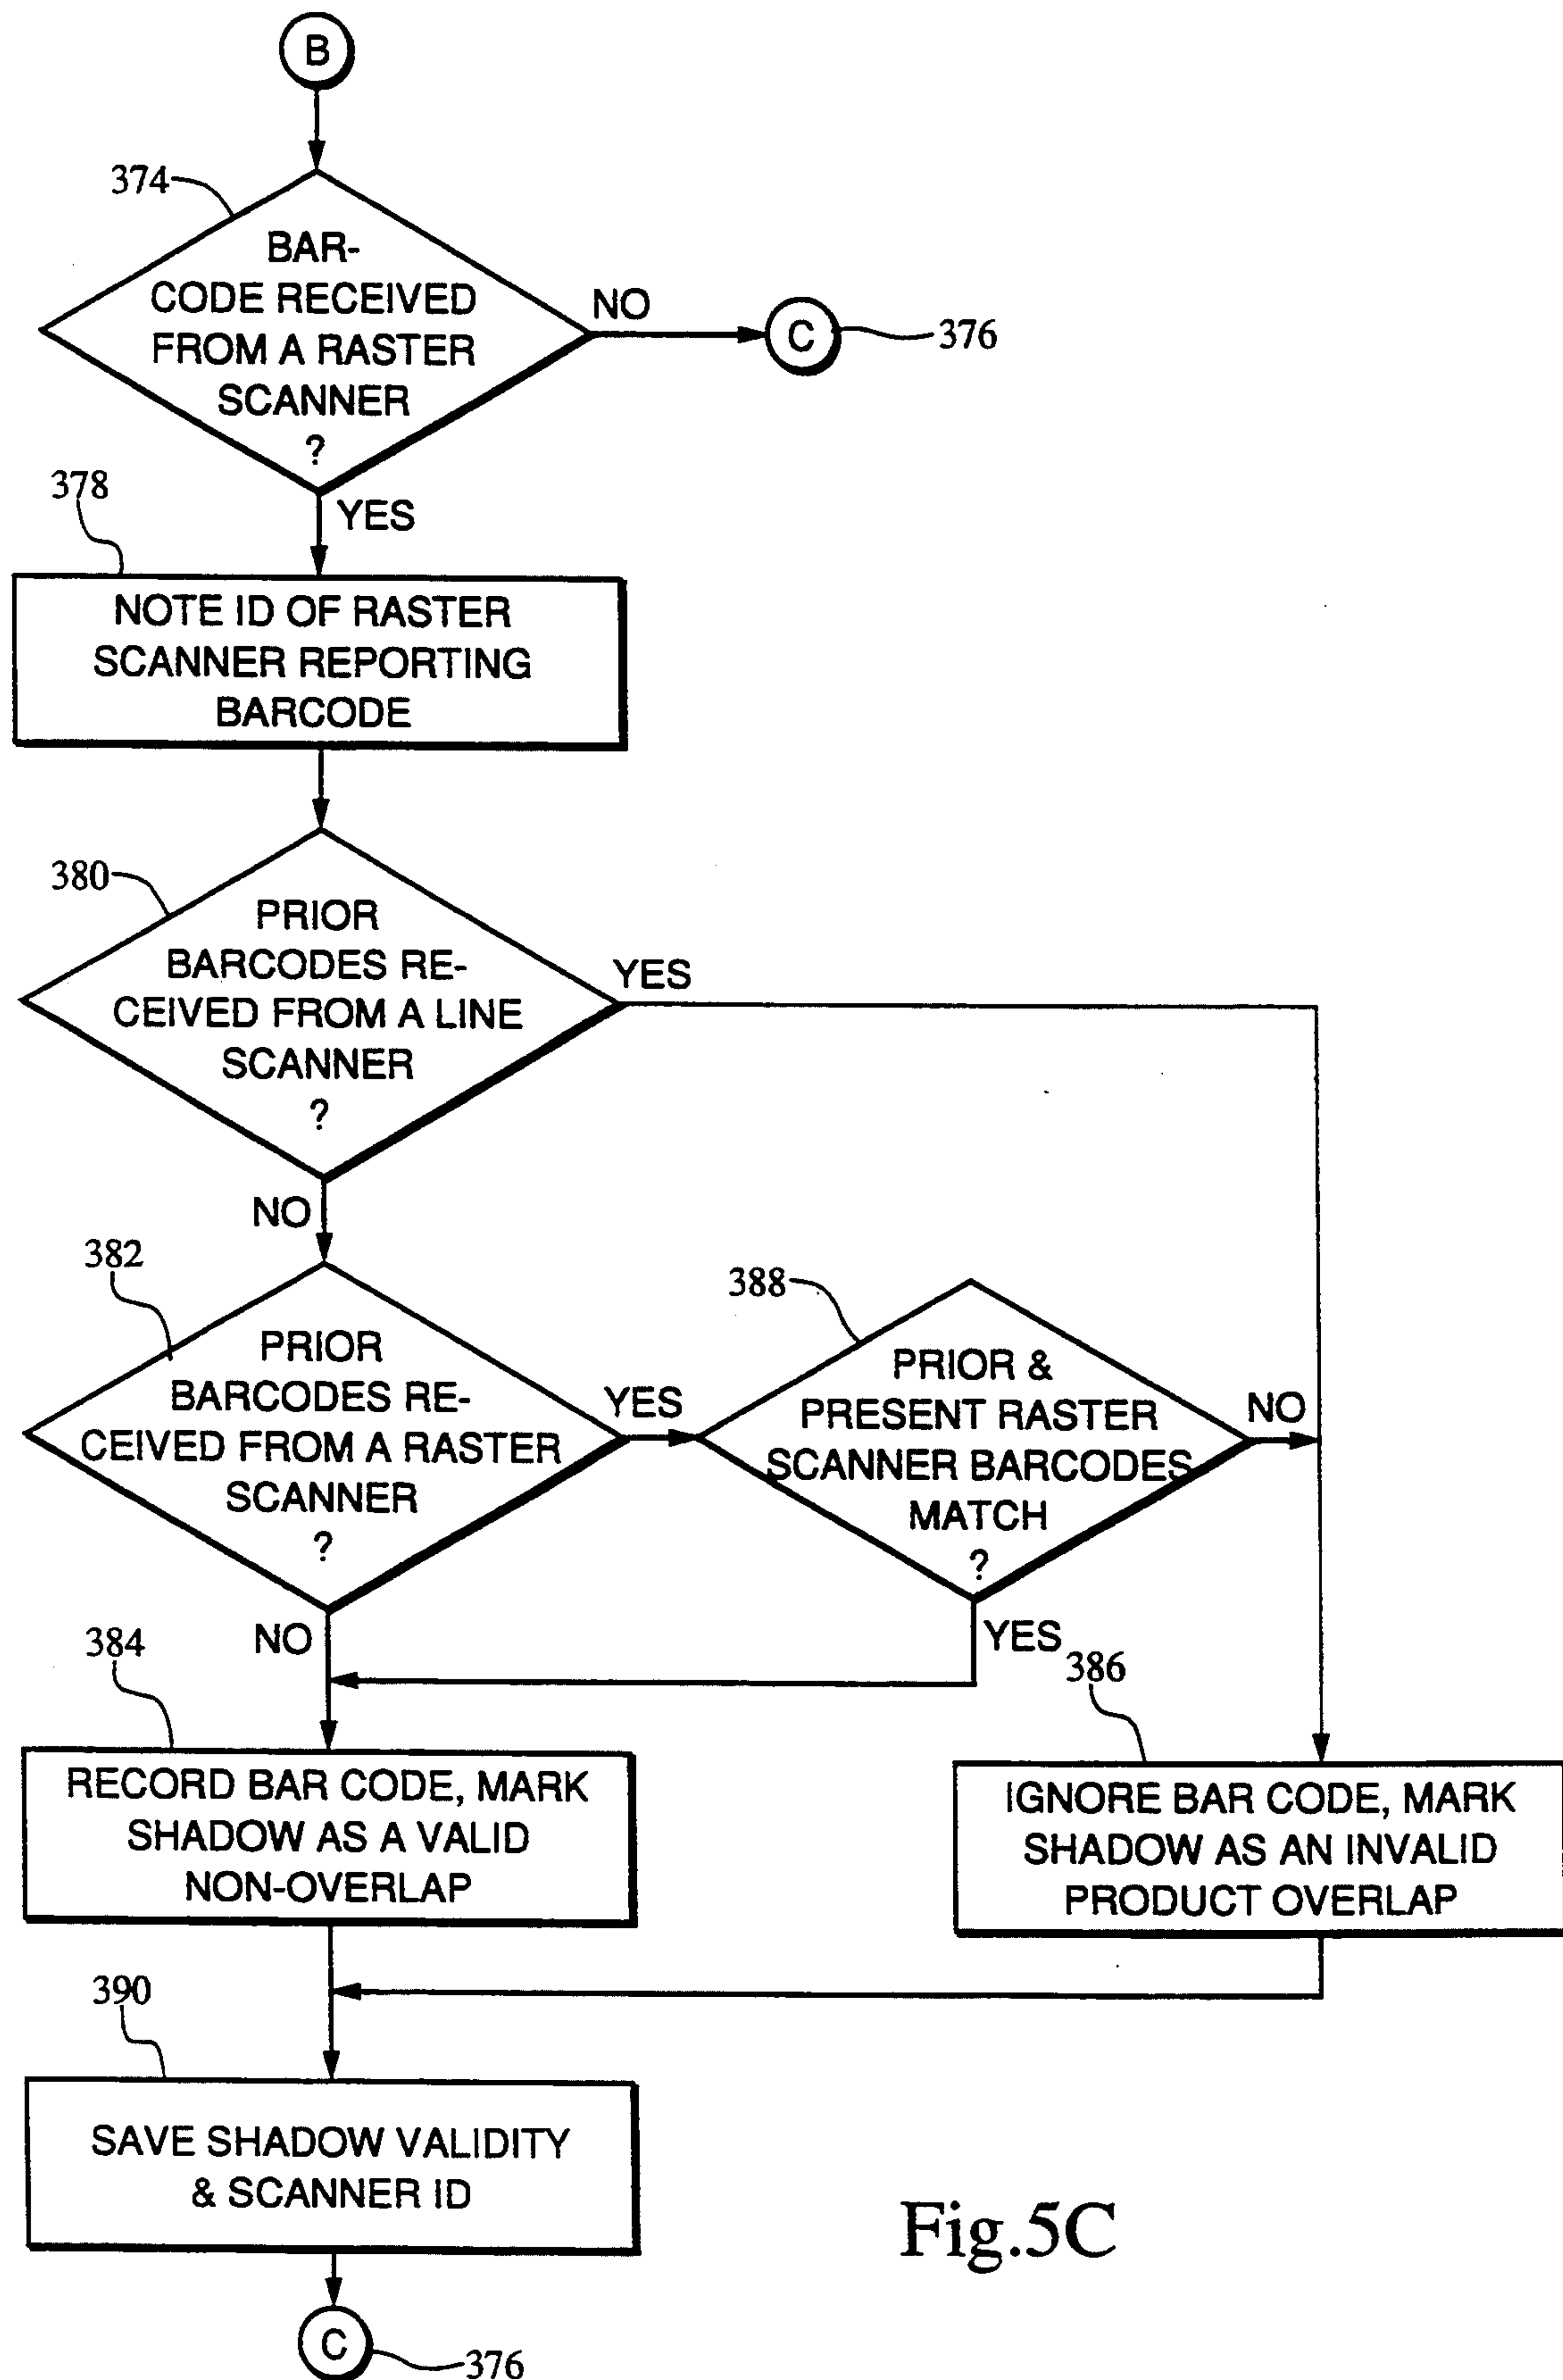 B
374
BAR-
CODE RECEIVED
FROM A RASTER
SCANNER
?
NO
C
376
YES
378
NOTE ID OF RASTER
SCANNER REPORTING
BARCODE
380
PRIOR
BARCODES RE-
CEIVED FROM A LINE
SCANNER
?
YES
NO
382
PRIOR
BARCODES RE-
CEIVED FROM A RASTER
SCANNER
?
YES
388
PRIOR &
PRESENT RASTER
SCANNER BARCODES
MATCH
?
NO
NO
YES
384
RECORD BAR CODE, MARK
SHADOW AS A VALID
NON-OVERLAP
386
IGNORE BAR CODE, MARK
SHADOW AS AN INVALID
PRODUCT OVERLAP
390
SAVE SHADOW VALIDITY
& SCANNER ID
C
376
Fig.5C